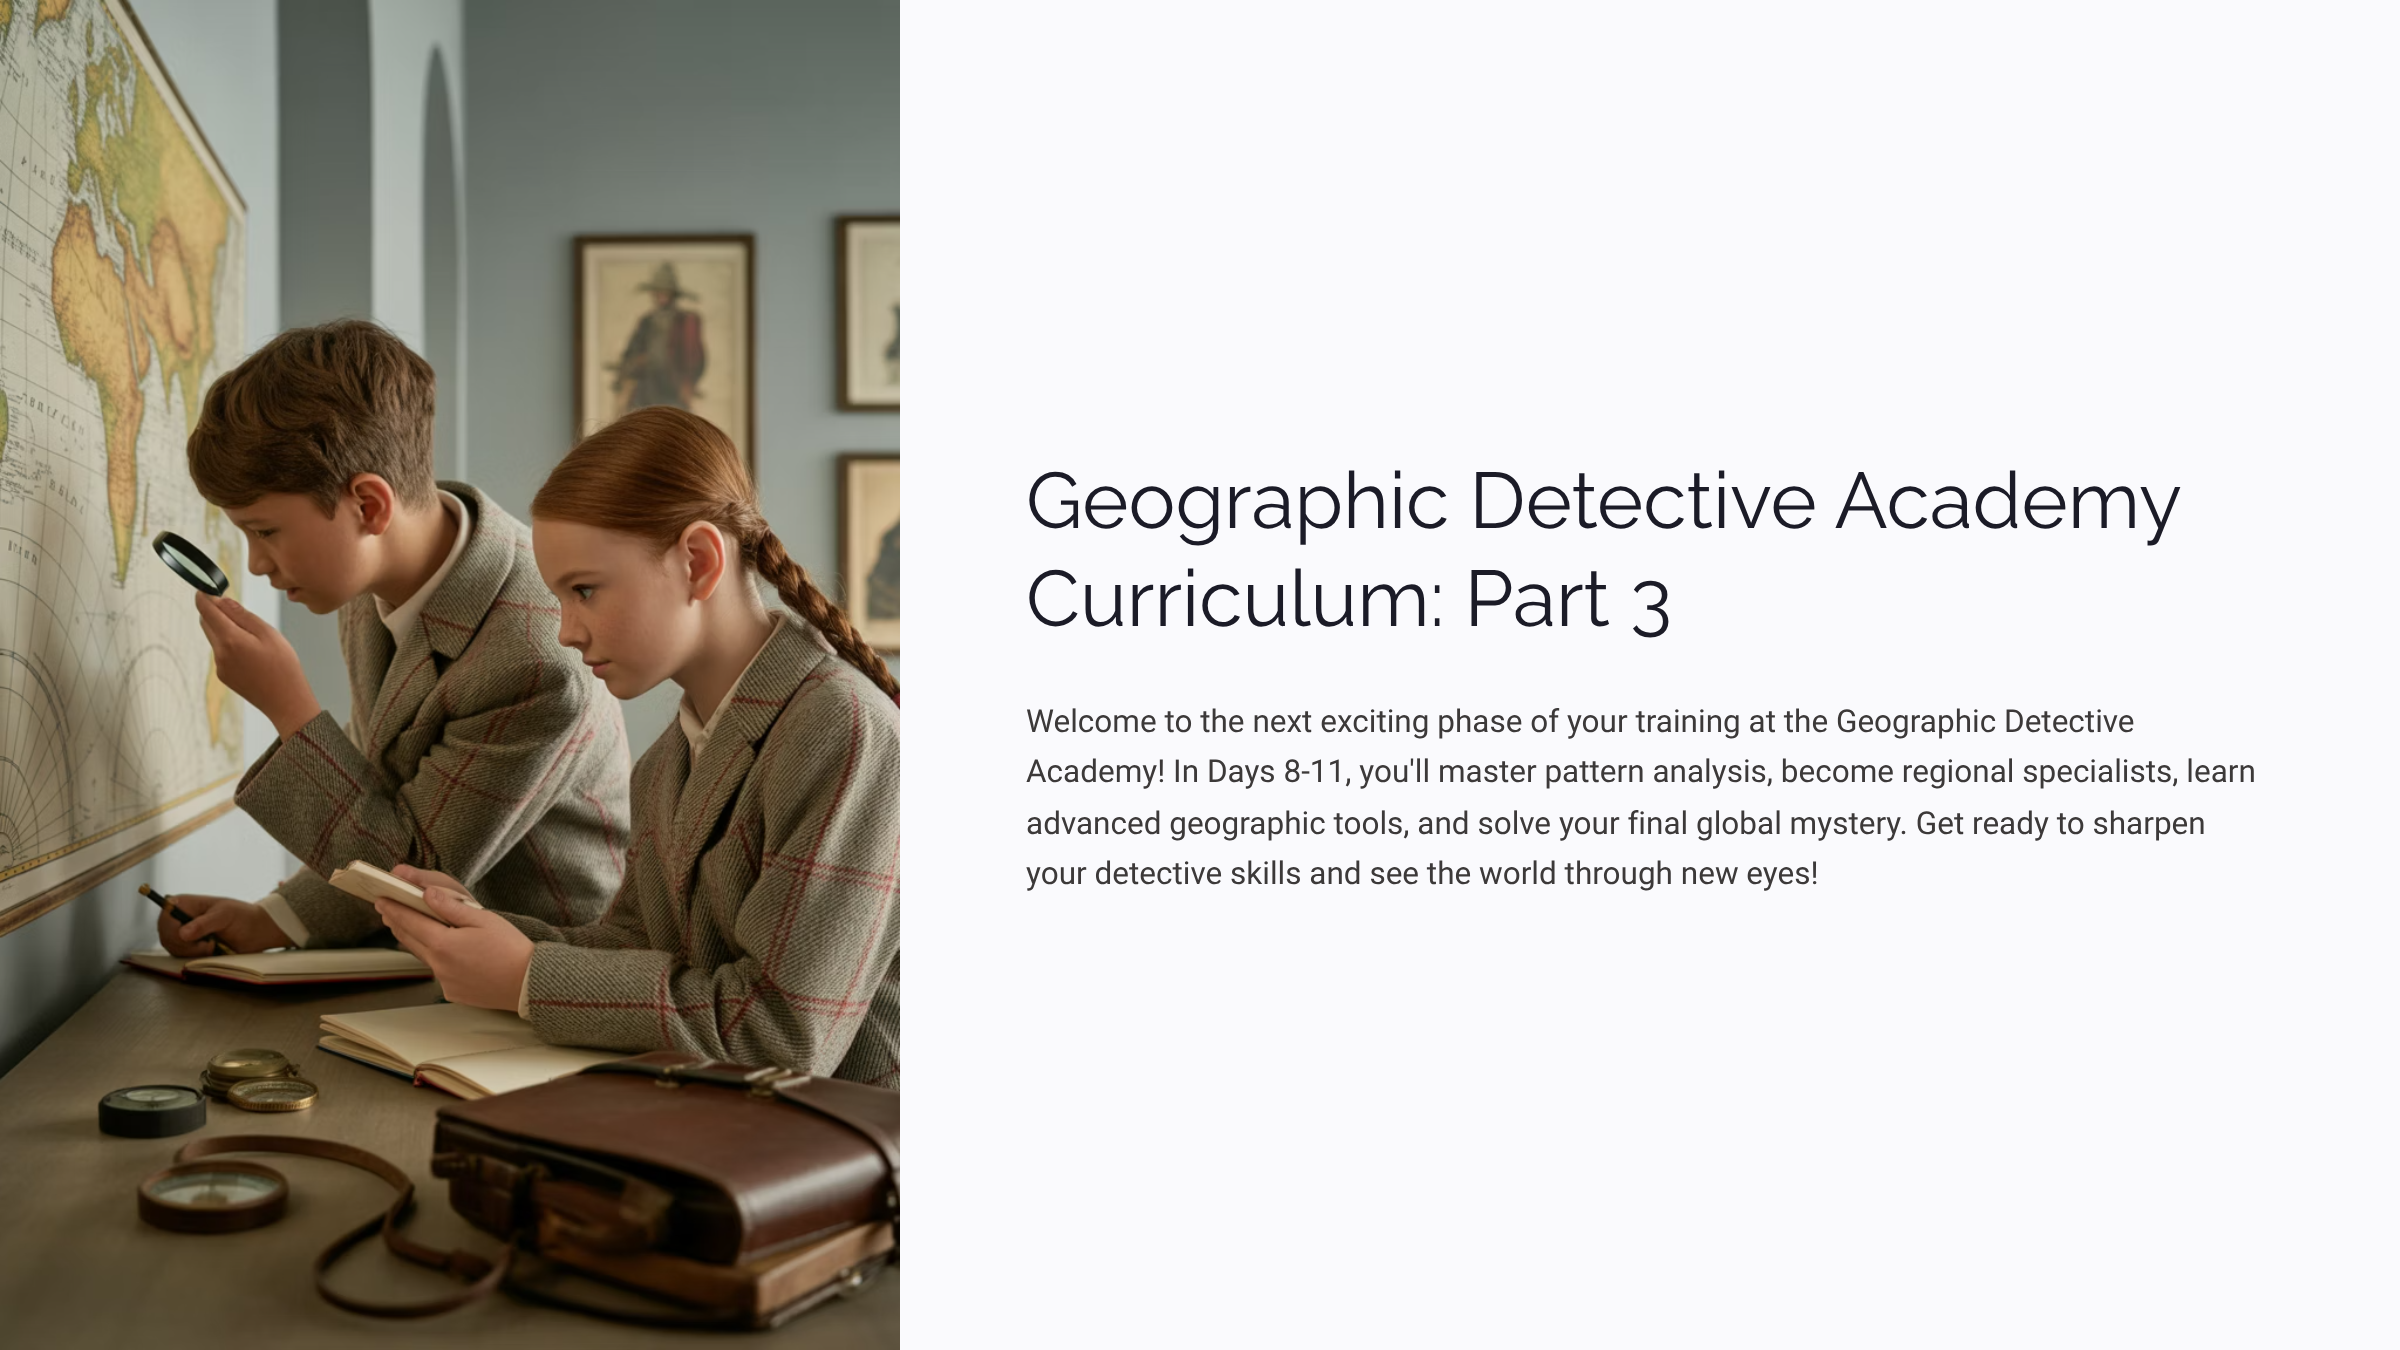 Geographic Detective Academy
Curriculum: Part 3
Welcome to the next exciting phase of your training at the Geographic Detective
Academy! In Days 8-11, you'll master pattern analysis, become regional specialists, learn
advanced geographic tools, and solve your final global mystery. Get ready to sharpen
your detective skills and see the world through new eyes!